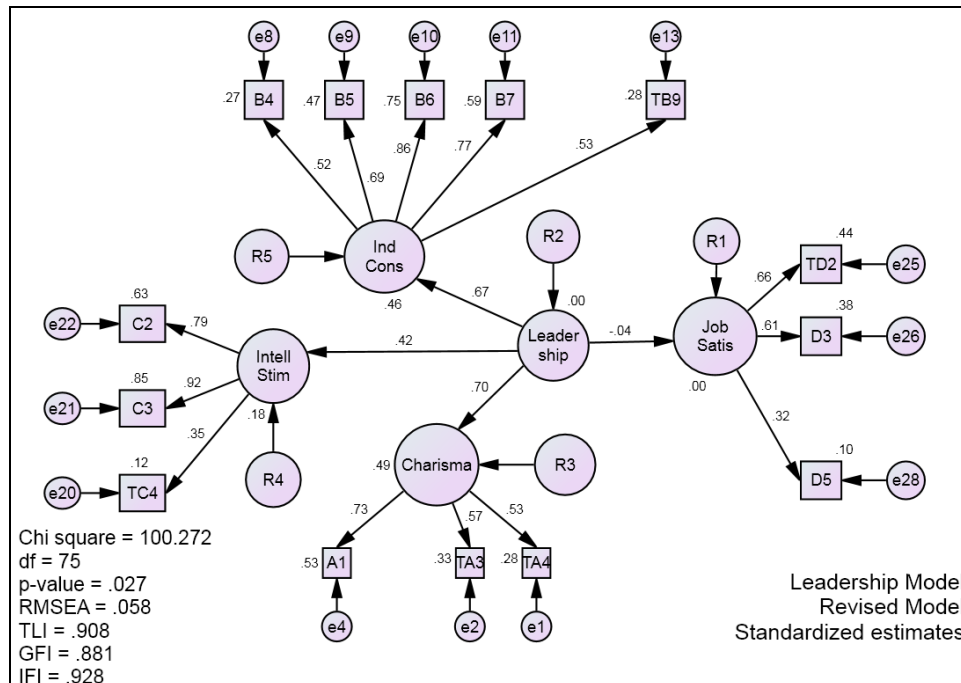 e8
e9
e10
e11
e13
.27
B4
.47
B5
.75
B6
.59
B7
.28
TB9
.52
.69
.86
.77
.53
R5
Ind
Cons
.46
R2
.00
R1
.67
Leader
ship
-.04
Job
Satis
.00
.66
.61
.32
.44
TD2
e25
.38
D3
e26
.10
D5
e28
.42
e22
.63
C2
.79
Intell
Stim
.18
e21
.85
C3
.92
.35
e20
.12
TC4
R4
.70
.49
Charisma
R3
.73
.57
.53
.53
A1
.33
TA3
.28
TA4
e4
e2
e1
Chi square = 100.272
df = 75
p-value = .027
RMSEA = .058
TLI = .908
GFI = .881
IFI = .928
Leadership Model
Revised Model
Standardized estimates